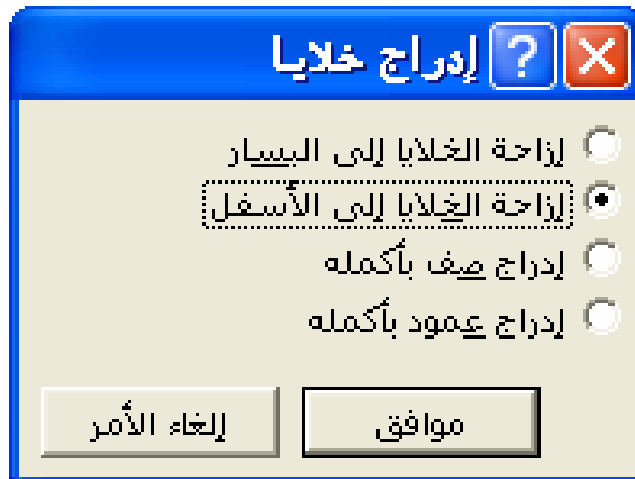 إدراج خلايا ?
إزاحة الخلايا إلى اليسار
إزاحة الخلايا إلى الأسفل
إدراج صف بأكمله
إدراج عمود بأكمله
موافق إلغاء الأمر